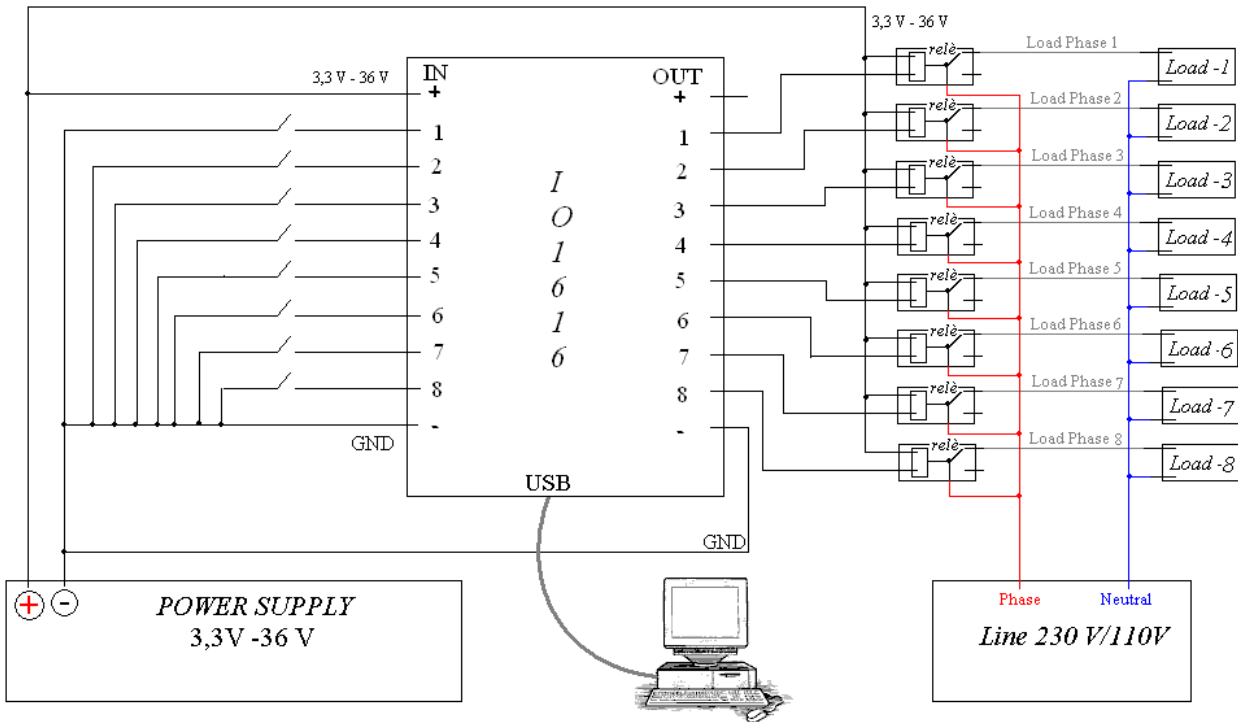 3,3 V - 36 V
3,3 V - 36 V
IN
+
1
2
3
4
5
6
7
8
-
GND
I
O
1
6
1
6
USB
OUT
+
1
2
3
4
5
6
7
8
-
GND
relè
Load Phase 1
Load -1
relè
Load Phase 2
Load -2
relè
Load Phase 3
Load -3
relè
Load Phase 4
Load -4
relè
Load Phase 5
Load -5
relè
Load Phase 6
Load -6
relè
Load Phase 7
Load -7
relè
Load Phase 8
Load -8
+
-
POWER SUPPLY
3,3V -36 V
Phase
Neutral
Line 230 V/110V